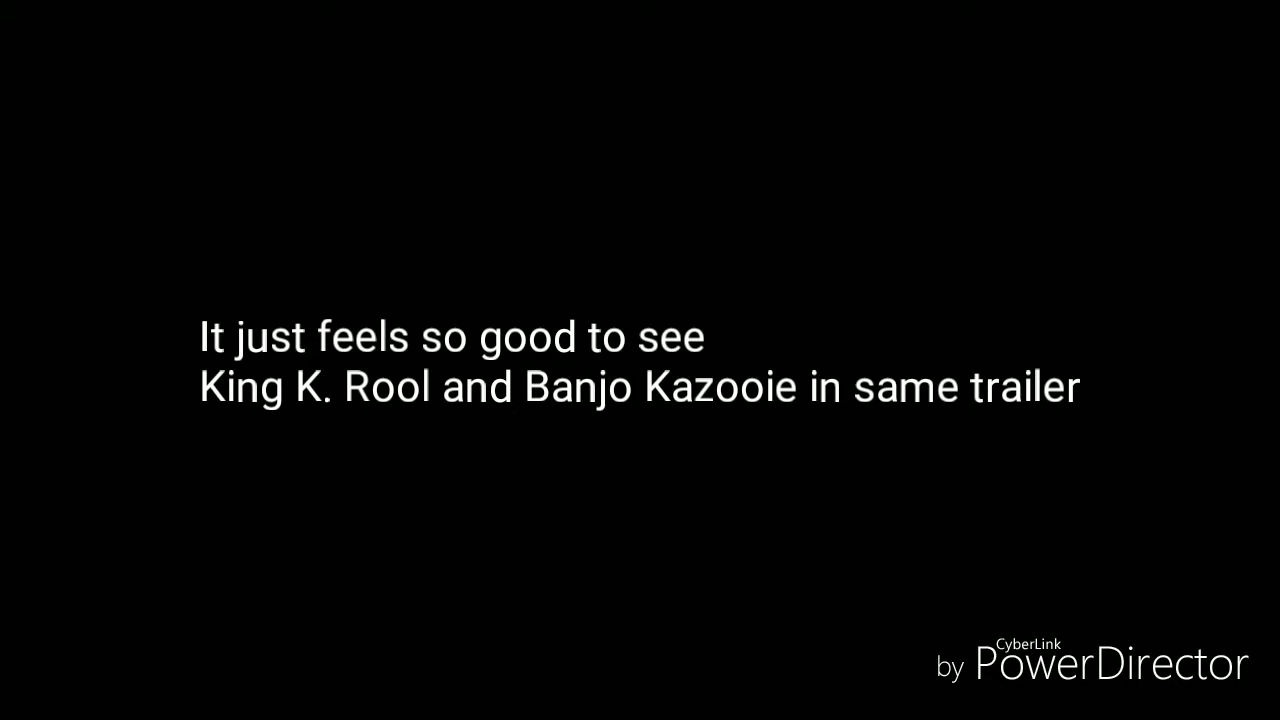 It just feels so good to see
King K. Rool and Banjo Kazooie in same trailer
CyberLink
by PowerDirector